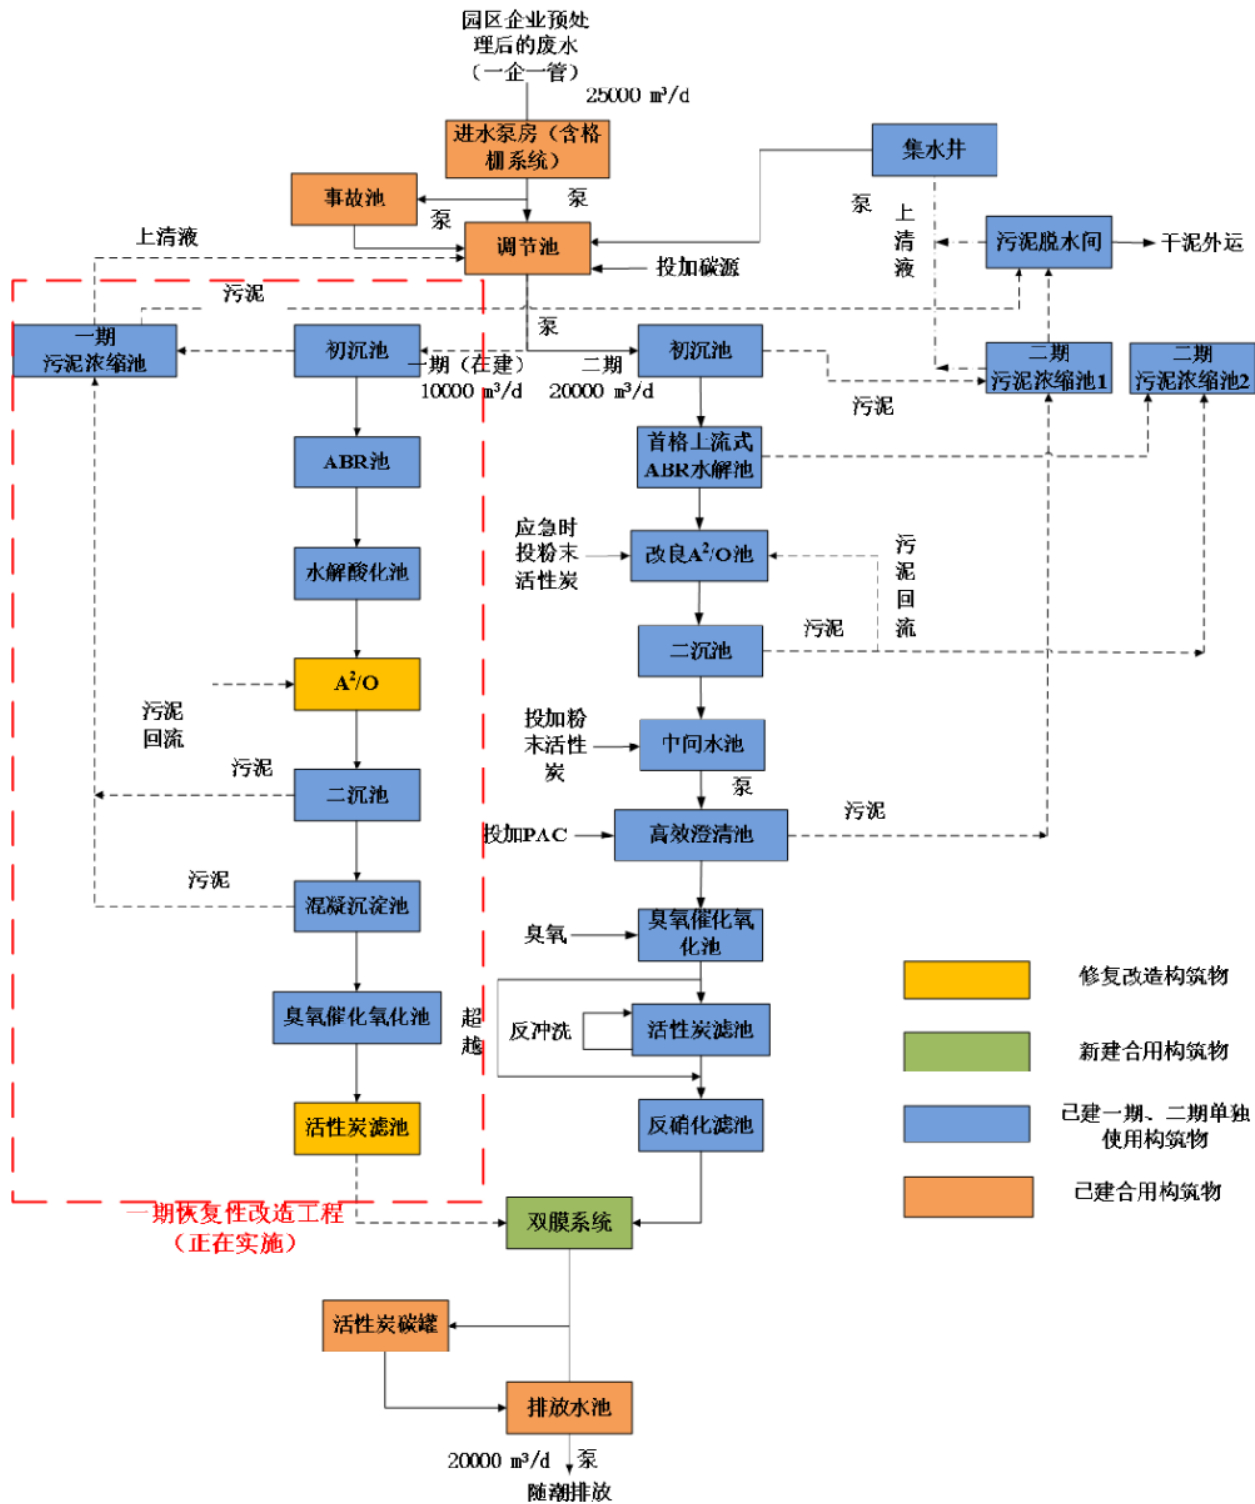 园区企业预处
理后的废水
（一企一管）
25000 m³/d
进水泵房（含格
栅系统）
集水井
事故池
泵
泵
泵
上清液
上
清
液
调节池
污泥脱水间
干泥外运
投加碳源
污泥
泵
一期
污泥浓缩池
初沉池
一期（在建）
10000 m³/d
二期
20000 m³/d
初沉池
污泥
二期
污泥浓缩池1
二期
污泥浓缩池2
ABR池
首格上流式
ABR水解池
水解酸化池
应急时
投粉末
活性炭
改良A²/O池
污
泥
回
流
二沉池
污泥
A²/O
污泥
回流
投加粉
末活性
炭
中间水池
泵
污泥
二沉池
投加PAC
高效澄清池
污泥
污泥
混凝沉淀池
臭氧
臭氧催化氧
化池
臭氧催化氧化池
超
越
反冲洗
活性炭滤池
活性炭滤池
反硝化滤池
修复改造构筑物
新建合用构筑物
已建一期、二期单独
使用构筑物
已建合用构筑物
一期恢复性改造工程
（正在实施）
双膜系统
活性炭碳罐
排放水池
20000 m³/d
泵
随潮排放